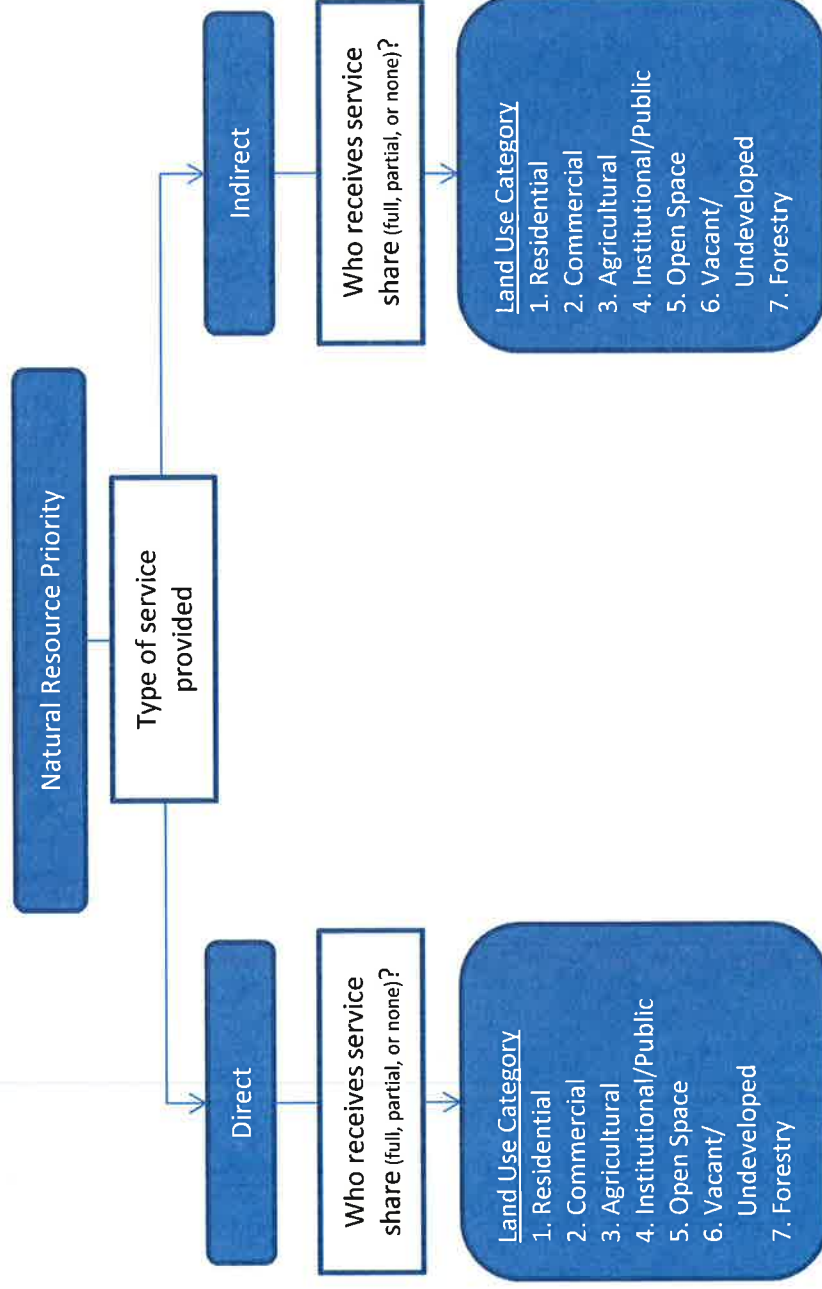 Natural Resource Priority
Type of service
provided
Direct
Who receives service
share (full, partial, or none)?
Land Use Category
1. Residential
2. Commercial
3. Agricultural
4. Institutional/Public
5. Open Space
6. Vacant/
Undeveloped
7. Forestry
Indirect
Who receives service
share (full, partial, or none)?
Land Use Category
1. Residential
2. Commercial
3. Agricultural
4. Institutional/Public
5. Open Space
6. Vacant/
Undeveloped
7. Forestry